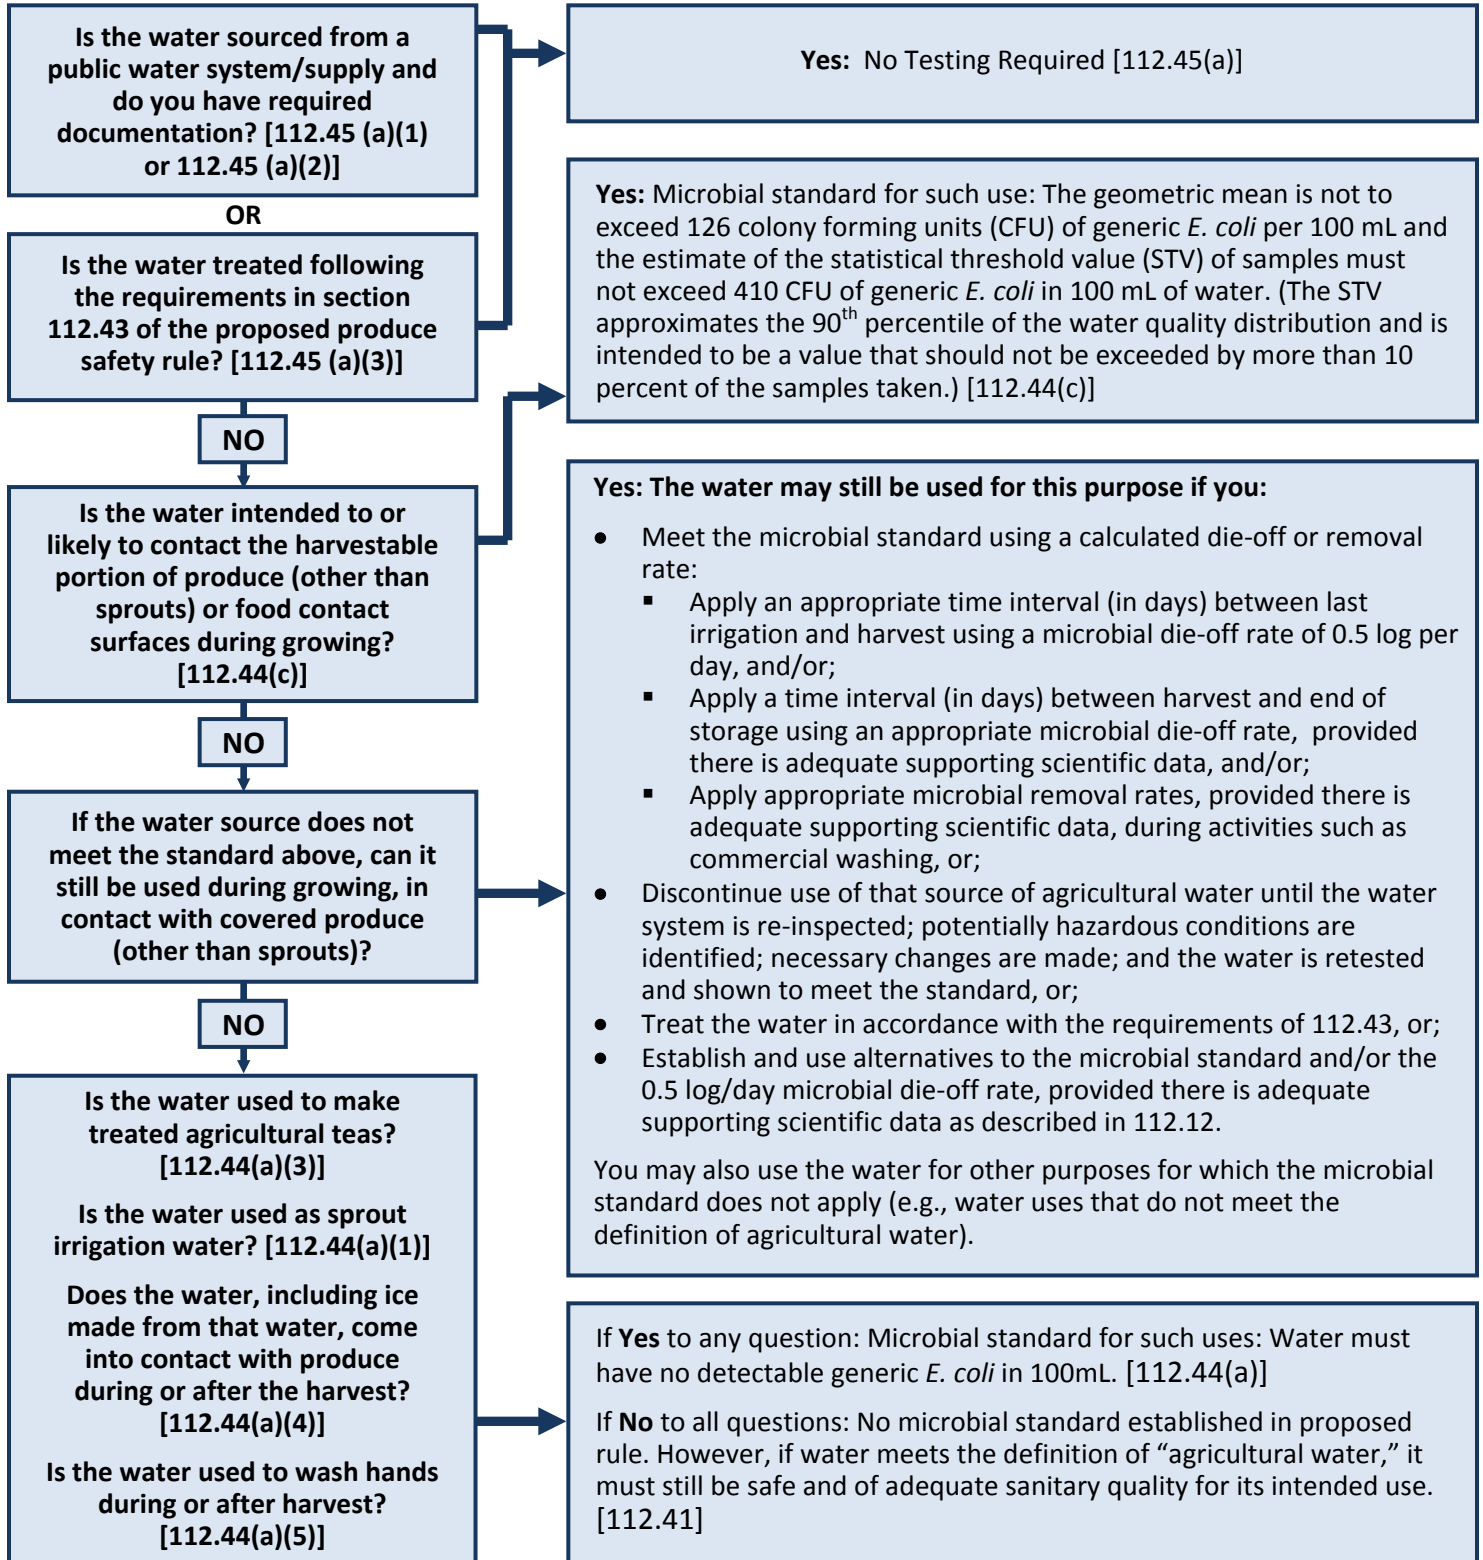 Is the water sourced from a
public water system/supply and
do you have required
documentation? [112.45 (a)(1)
or 112.45 (a)(2)]
Yes: No Testing Required [112.45(a)]
OR
Is the water treated following
the requirements in section
112.43 of the proposed produce
safety rule? [112.45 (a)(3)]
Yes: Microbial standard for such use: The geometric mean is not to
exceed 126 colony forming units (CFU) of generic E. coli per 100 mL and
the estimate of the statistical threshold value (STV) of samples must
not exceed 410 CFU of generic E. coli in 100 mL of water. (The STV
approximates the 90th percentile of the water quality distribution and is
intended to be a value that should not be exceeded by more than 10
percent of the samples taken.) [112.44(c)]
NO
Is the water intended to or
likely to contact the harvestable
portion of produce (other than
sprouts) or food contact
surfaces during growing?
[112.44(c)]
NO
If the water source does not
meet the standard above, can it
still be used during growing, in
contact with covered produce
(other than sprouts)?
Yes: The water may still be used for this purpose if you:
• Meet the microbial standard using a calculated die-off or removal
rate:
▪ Apply an appropriate time interval (in days) between last
irrigation and harvest using a microbial die-off rate of 0.5 log per
day, and/or;
▪ Apply a time interval (in days) between harvest and end of
storage using an appropriate microbial die-off rate, provided
there is adequate supporting scientific data, and/or;
▪ Apply appropriate microbial removal rates, provided there is
adequate supporting scientific data, during activities such as
commercial washing, or;
• Discontinue use of that source of agricultural water until the water
system is re-inspected; potentially hazardous conditions are
identified; necessary changes are made; and the water is retested
and shown to meet the standard, or;
• Treat the water in accordance with the requirements of 112.43, or;
• Establish and use alternatives to the microbial standard and/or the
0.5 log/day microbial die-off rate, provided there is adequate
supporting scientific data as described in 112.12.
You may also use the water for other purposes for which the microbial
standard does not apply (e.g., water uses that do not meet the
definition of agricultural water).
NO
Is the water used to make
treated agricultural teas?
[112.44(a)(3)]
Is the water used as sprout
irrigation water? [112.44(a)(1)]
Does the water, including ice
made from that water, come
into contact with produce
during or after the harvest?
[112.44(a)(4)]
Is the water used to wash hands
during or after harvest?
[112.44(a)(5)]
If Yes to any question: Microbial standard for such uses: Water must
have no detectable generic E. coli in 100mL. [112.44(a)]
If No to all questions: No microbial standard established in proposed
rule. However, if water meets the definition of “agricultural water,” it
must still be safe and of adequate sanitary quality for its intended use.
[112.41]